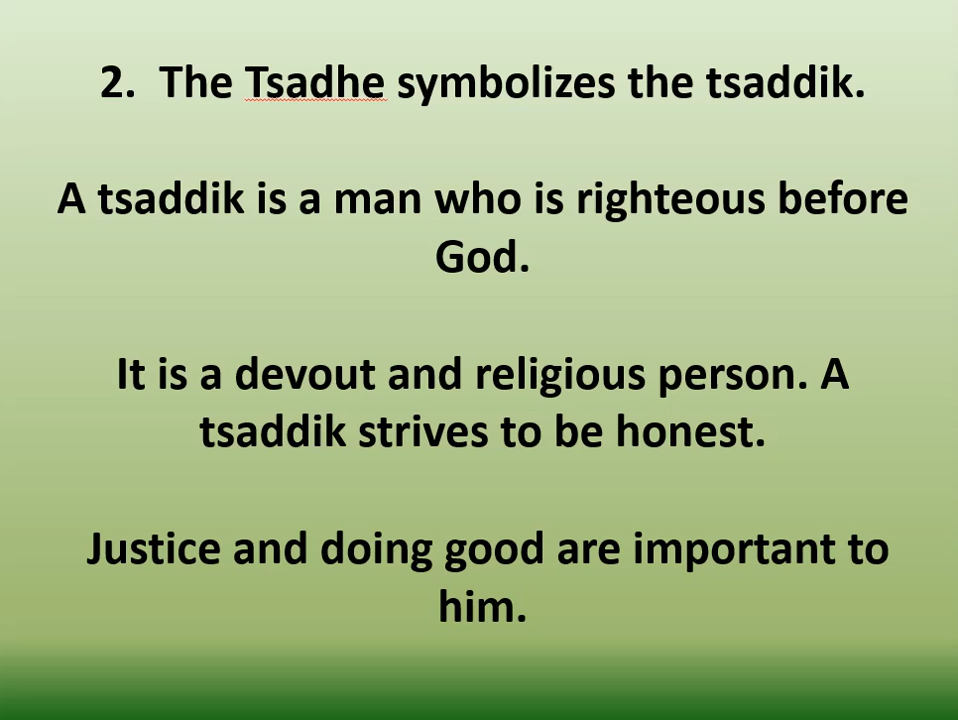 2. The Tsadhe symbolizes the tsaddik.
A tsaddik is a man who is righteous before
God.
It is a devout and religious person. A
tsaddik strives to be honest.
Justice and doing good are important to
him.